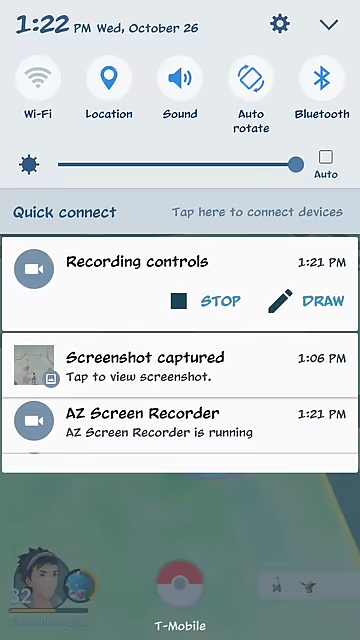 1:22 PM Wed, October 26
Wi-Fi
Location
Sound
Auto
rotate
Bluetooth
Auto
Quick connect
Tap here to connect devices
Recording controls 1:21 PM
STOP
DRAW
Screenshot captured 1:06 PM
Tap to view screenshot.
AZ Screen Recorder 1:21 PM
AZ Screen Recorder is running
32
T-Mobile